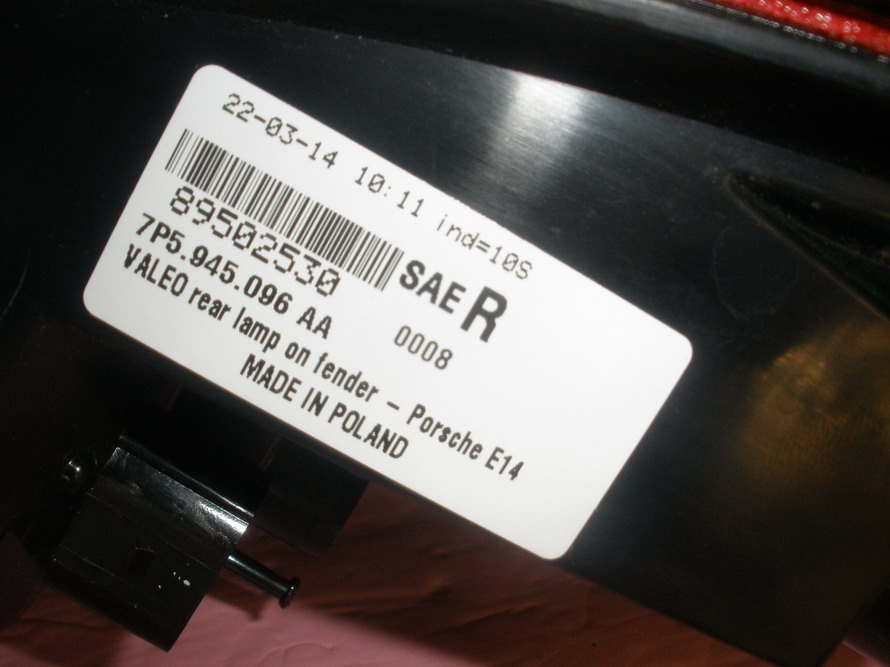 22-03-14 10:11 ind=10S
89502530
SAE R
7P5.945.096 AA 0008
VALEO rear lamp on fender – Porsche E14
MADE IN POLAND